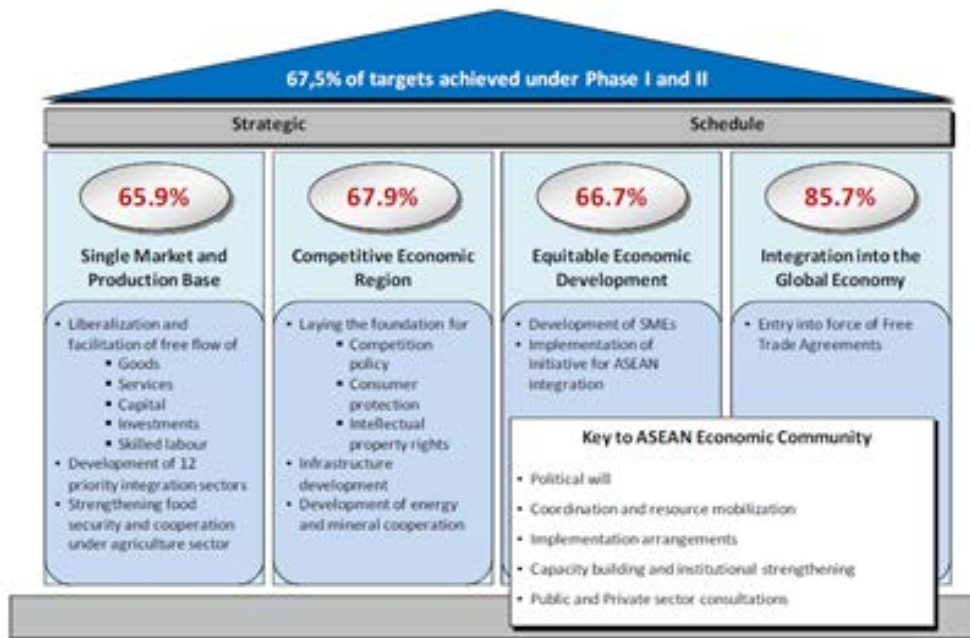 67,5% of targets achieved under Phase I and II
Strategic Schedule
65.9%
Single Market and
Production Base
• Liberalization and
facilitation of free flow of
▪ Goods
▪ Services
▪ Capital
▪ Investments
▪ Skilled labour
• Development of 12
priority integration sectors
• Strengthening food
security and cooperation
under agriculture sector
67.9%
Competitive Economic
Region
• Laying the foundation for
▪ Competition
policy
▪ Consumer
protection
▪ Intellectual
property rights
• Infrastructure
development
• Development of energy
and mineral cooperation
66.7%
Equitable Economic
Development
• Development of SMEs
• Implementation of
initiative for ASEAN
integration
85.7%
Integration into the
Global Economy
• Entry into force of Free
Trade Agreements
Key to ASEAN Economic Community
• Political will
• Coordination and resource mobilization
• Implementation arrangements
• Capacity building and institutional strengthening
• Public and Private sector consultations